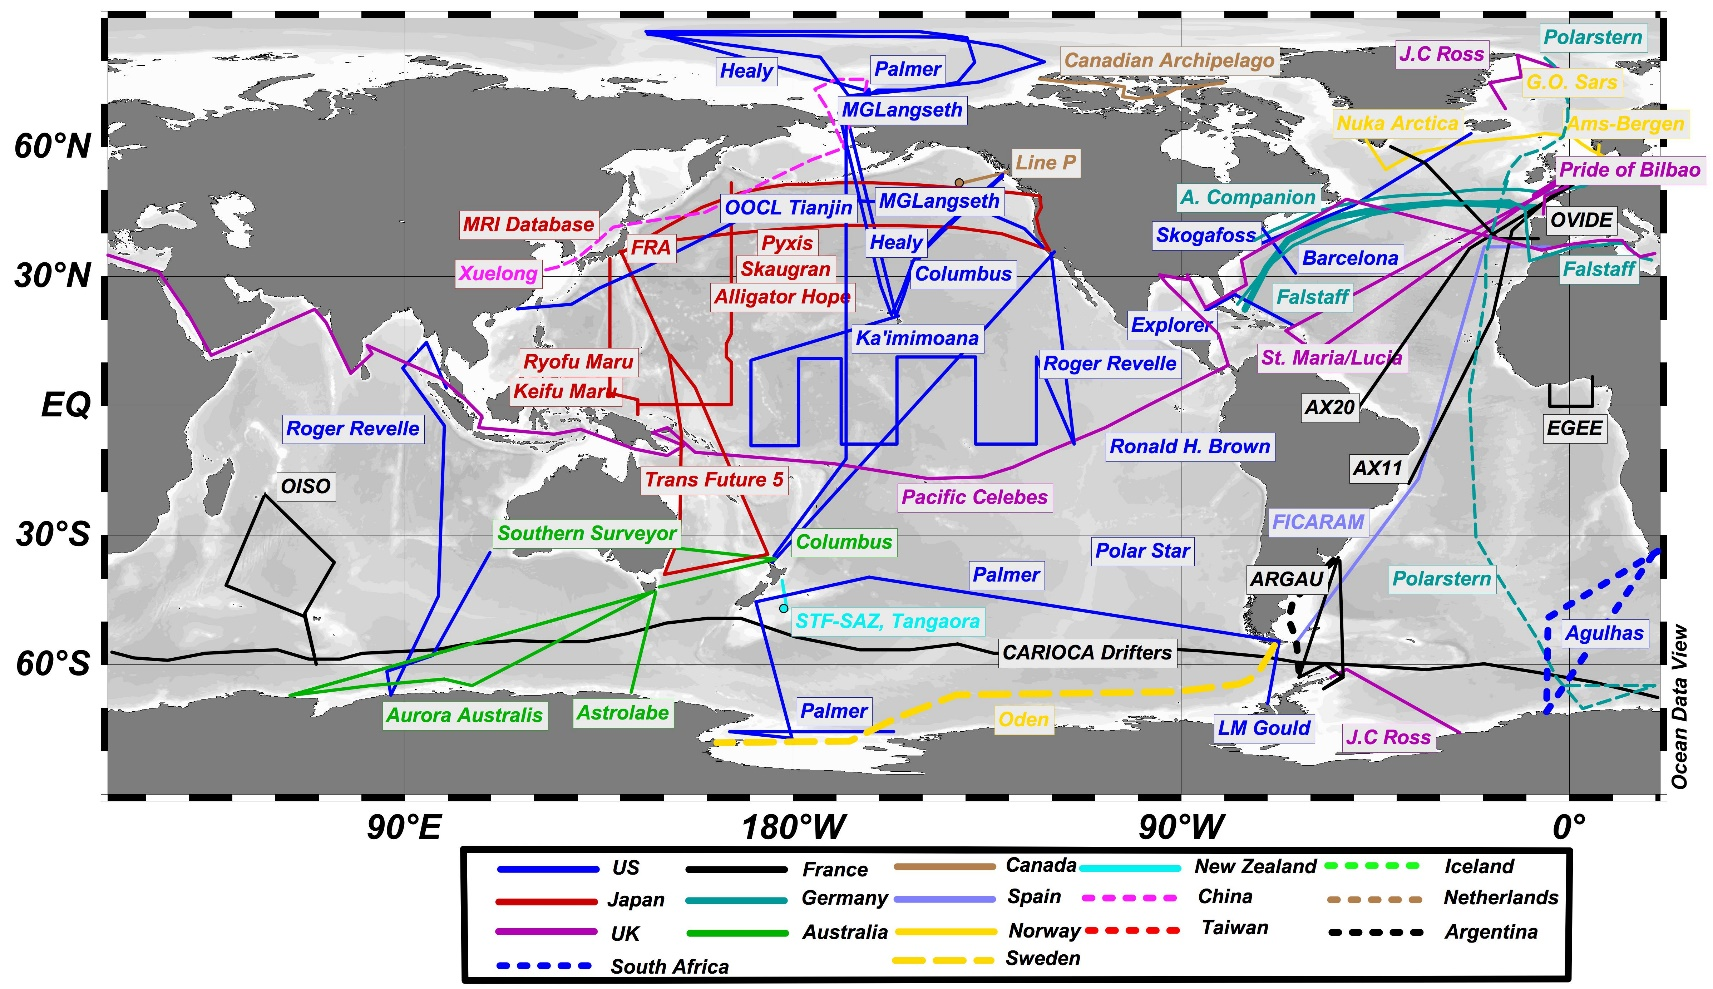 Polarstern
J.C Ross
Canadian Archipelago
Healy
Palmer
G.O. Sars
MGLangseth
Nuka Arctica
Ams-Bergen
60°N
Line P
Pride of Bilbao
A. Companion
MGLangseth
OOCL Tianjin
MRI Database
OVIDE
Skogafoss
FRA
Pyxis
Healy
Barcelona
Xuelong
Skaugran
Columbus
Falstaff
30°N
Alligator Hope
Falstaff
Explorer
Ka'imimoana
Ryofu Maru
Roger Revelle
St. Maria/Lucia
Keifu Maru
EQ
AX20
Roger Revelle
EGEE
Ronald H. Brown
AX11
OISO
Trans Future 5
Pacific Celebes
FICARAM
30°S
Southern Surveyor
Columbus
Polar Star
Palmer
ARGAU
Polarstern
STF-SAZ, Tangaora
Agulhas
CARIOCA Drifters
60°S
Aurora Australis
Astrolabe
Palmer
Oden
LM Gould
J.C Ross
Ocean Data View
90°E
180°W
90°W
0°
US
France
Canada
New Zealand
Iceland
Japan
Germany
Spain
China
Netherlands
UK
Australia
Norway
Taiwan
Argentina
South Africa
Sweden